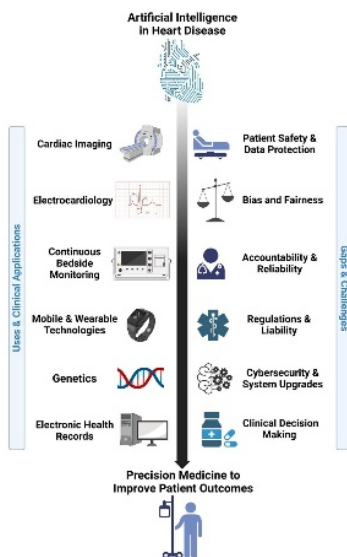 Artificial Intelligence
in Heart Disease
Uses & Clinical Applications
Cardiac Imaging
Electrocardiology
Continuous
Bedside
Monitoring
Mobile & Wearable
Technologies
Genetics
Electronic Health
Records
Patient Safety &
Data Protection
Bias and Fairness
Accountability &
Reliability
Regulations &
Liability
Cybersecurity &
System Upgrades
Clinical Decision
Making
Gaps & Challenges
Precision Medicine to
Improve Patient Outcomes